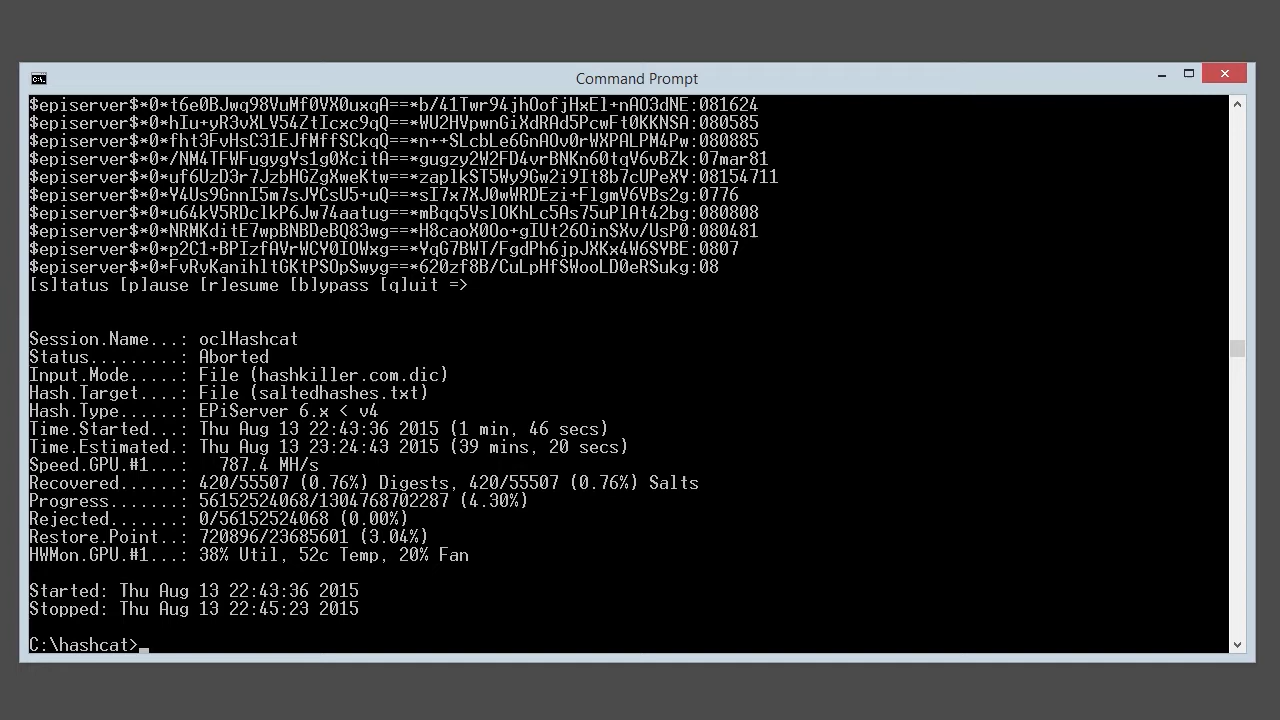 Command Prompt
$episerver$*0*t6e0BJwq98VuMf0VX0uxqA==*b/41Twr94jhOofjHxEl+nAO3dNE:081624
$episerver$*0*hIu+yR3vXLV54ZtIcxc9qQ==*WU2HVpwnGiXdRAd5PcwFt0KKNSA:080585
$episerver$*0*fht3FvHsC31EJfMffSCkqQ==*n++SLcbLe6GnAOv0rWXPALPM4Pw:080885
$episerver$*0*/NM4TFWFugygYs1g0XcitA==*gugzy2W2FD4vrBNKn60tqV6vBZk:07mar81
$episerver$*0*uf6UzD3r7JzbHGZgXweKtw==*zaplkST5Wy9Gw2i9It8b7cUPeXY:08154711
$episerver$*0*Y4Us9GnnI5m7sJYCsU5+uQ==*sI7x7XJ0wWRDEzi+FlgmV6VBs2g:0776
$episerver$*0*u64kV5RDclkP6Jw74aatug==*mBqq5VslOKhLc5As75uPlAt42bg:080808
$episerver$*0*NRMKditE7wpBNBDeBQ83wg==*H8caoX0Oo+gIUt26OinSXv/UsP0:080481
$episerver$*0*p2C1+BPIzfAVrWCY0IOWxg==*YqG7BWT/FgdPh6jpJXKx4W6SYBE:0807
$episerver$*0*FvRvKanihltGKtPSOpSwyg==*620zf8B/CuLpHfSWooLD0eRSukg:08
[s]tatus [p]ause [r]esume [b]ypass [q]uit =>
Session.Name...: oclHashcat
Status.........: Aborted
Input.Mode.....: File (hashkiller.com.dic)
Hash.Target....: File (saltedhashes.txt)
Hash.Type......: EPiServer 6.x < v4
Time.Started...: Thu Aug 13 22:43:36 2015 (1 min, 46 secs)
Time.Estimated.: Thu Aug 13 23:24:43 2015 (39 mins, 20 secs)
Speed.GPU.#1...:   787.4 MH/s
Recovered......: 420/55507 (0.76%) Digests, 420/55507 (0.76%) Salts
Progress.......: 56152524068/1304768702287 (4.30%)
Rejected.......: 0/56152524068 (0.00%)
Restore.Point..: 720896/23685601 (3.04%)
HWMon.GPU.#1...: 38% Util, 52c Temp, 20% Fan
Started: Thu Aug 13 22:43:36 2015
Stopped: Thu Aug 13 22:45:23 2015
C:\hashcat>_